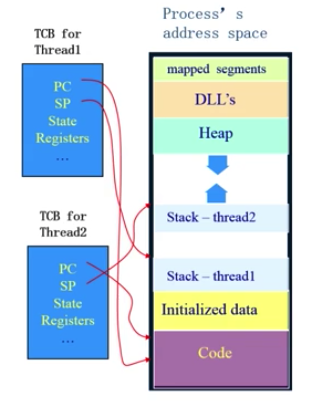 TCB for
Thread1
PC
SP
State
Registers
...
TCB for
Thread2
PC
SP
State
Registers
...
Process’s
address space
mapped segments
DLL's
Heap
Stack – thread2
Stack – thread1
Initialized data
Code